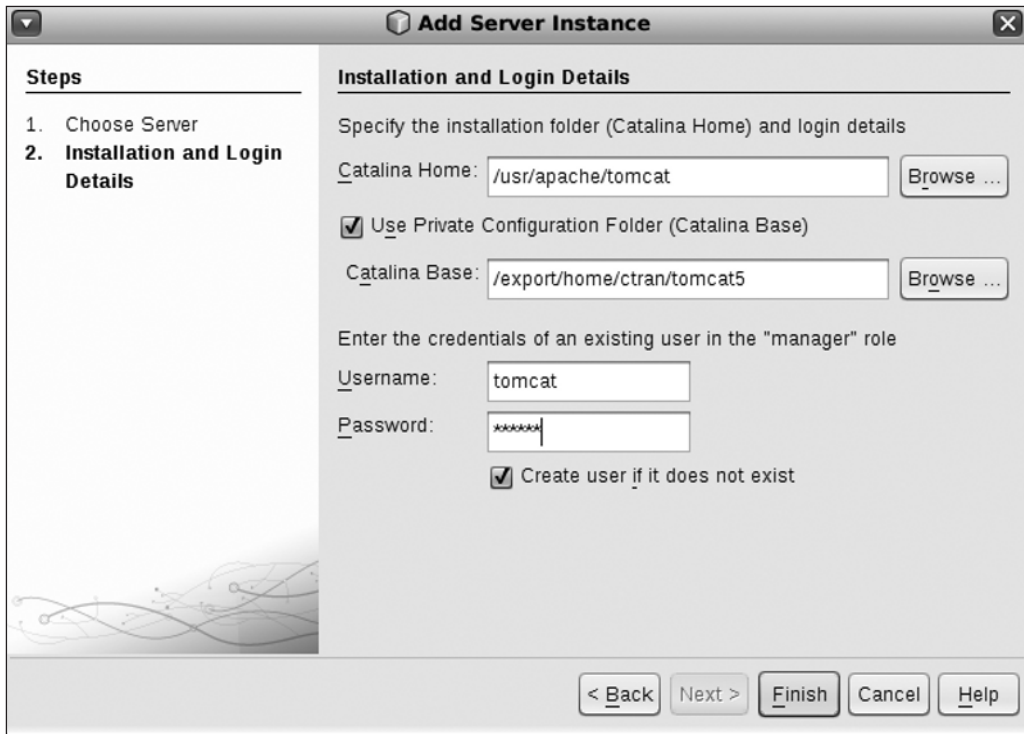 Add Server Instance
Steps
1. Choose Server
2. Installation and Login
Details
Installation and Login Details
Specify the installation folder (Catalina Home) and login details
Catalina Home: /usr/apache/tomcat Browse ...
Use Private Configuration Folder (Catalina Base)
Catalina Base: /export/home/ctran/tomcat5 Browse ...
Enter the credentials of an existing user in the "manager" role
Username: tomcat
Password: ******
Create user if it does not exist
< Back Next > Finish Cancel Help